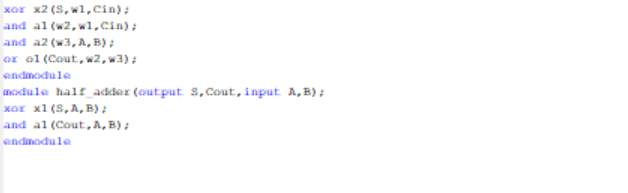 xor x2(S,w1,Cin);
and a1(w2,w1,Cin);
and a2(w3,A,B);
or o1(Cout,w2,w3);
endmodule
module half_adder(output S,Cout,input A,B);
xor x1(S,A,B);
and a1(Cout,A,B);
endmodule